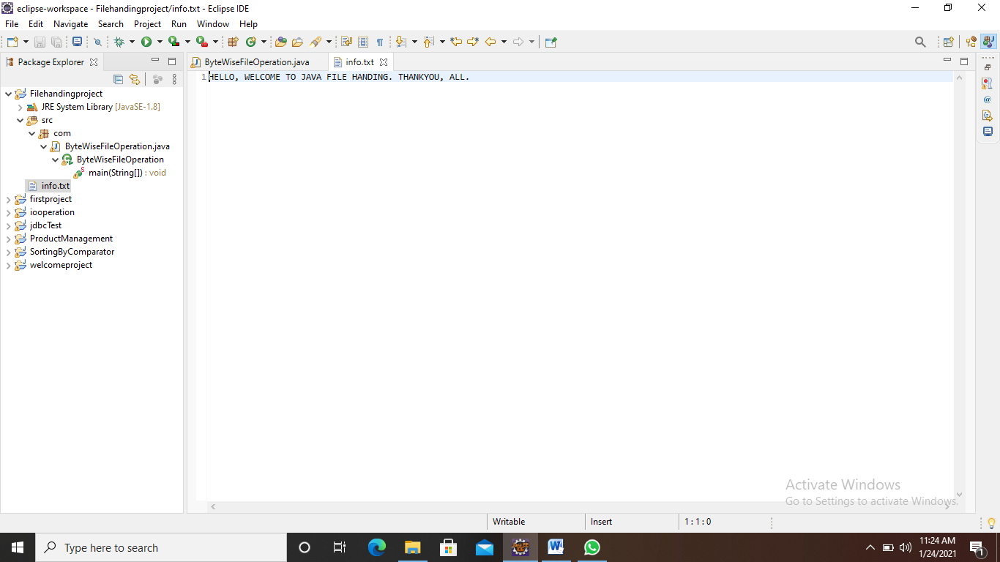 eclipse-workspace - Filehandingproject/info.txt - Eclipse IDE
File Edit Navigate Search Project Run Window Help
Package Explorer
ByteWiseFileOperation.java
info.txt
1 HELLO, WELCOME TO JAVA FILE HANDING. THANKYOU, ALL.
Filehandingproject
JRE System Library [JavaSE-1.8]
src
com
ByteWiseFileOperation.java
ByteWiseFileOperation
main(String[]) : void
info.txt
firstproject
iooperation
jdbcTest
ProductManagement
SortingByComparator
welcomeproject
Activate Windows
Go to Settings to activate Windows.
Writable Insert 1 : 1 : 0
Type here to search
11:24 AM
1/24/2021
1